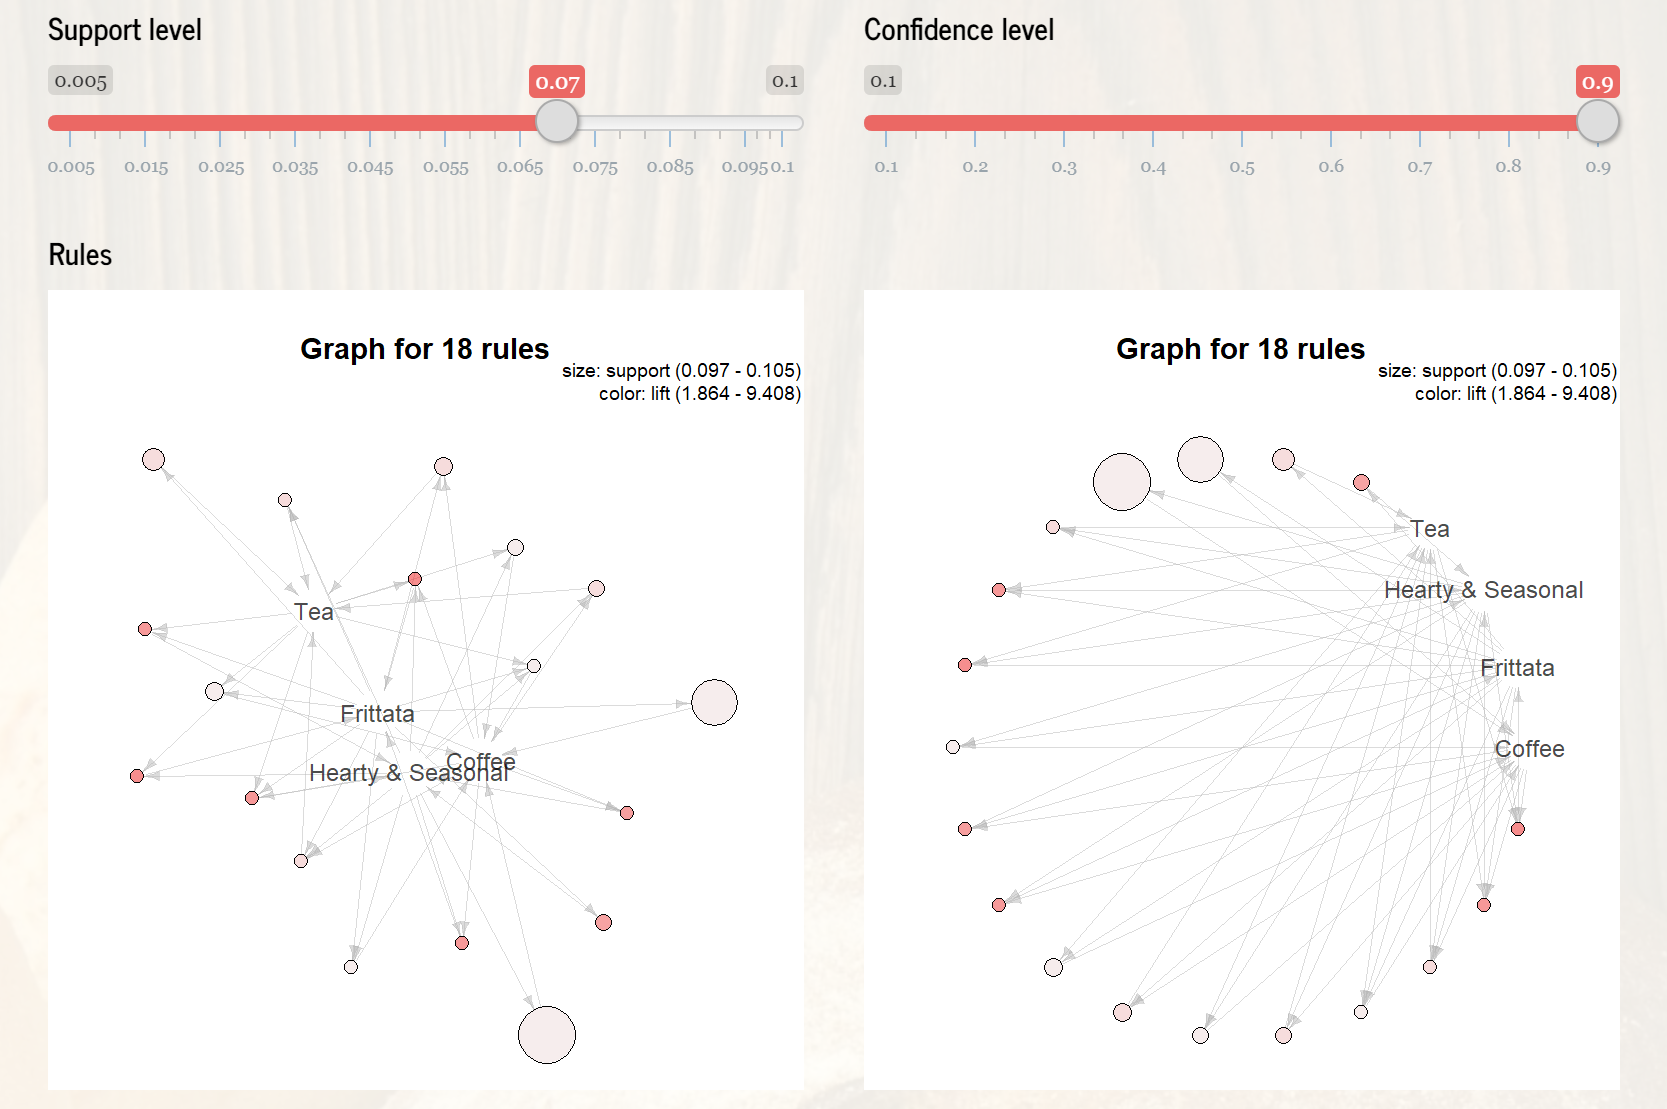 Support level
0.005
0.07
0.1
0.005 0.015 0.025 0.035 0.045 0.055 0.065 0.075 0.085 0.095 0.1
Confidence level
0.1
0.9
0.1 0.2 0.3 0.4 0.5 0.6 0.7 0.8 0.9
Rules
Graph for 18 rules
size: support (0.097 - 0.105)
color: lift (1.864 - 9.408)
Tea
Frittata
Coffee
Hearty & Seasonal
Graph for 18 rules
size: support (0.097 - 0.105)
color: lift (1.864 - 9.408)
Tea
Hearty & Seasonal
Frittata
Coffee